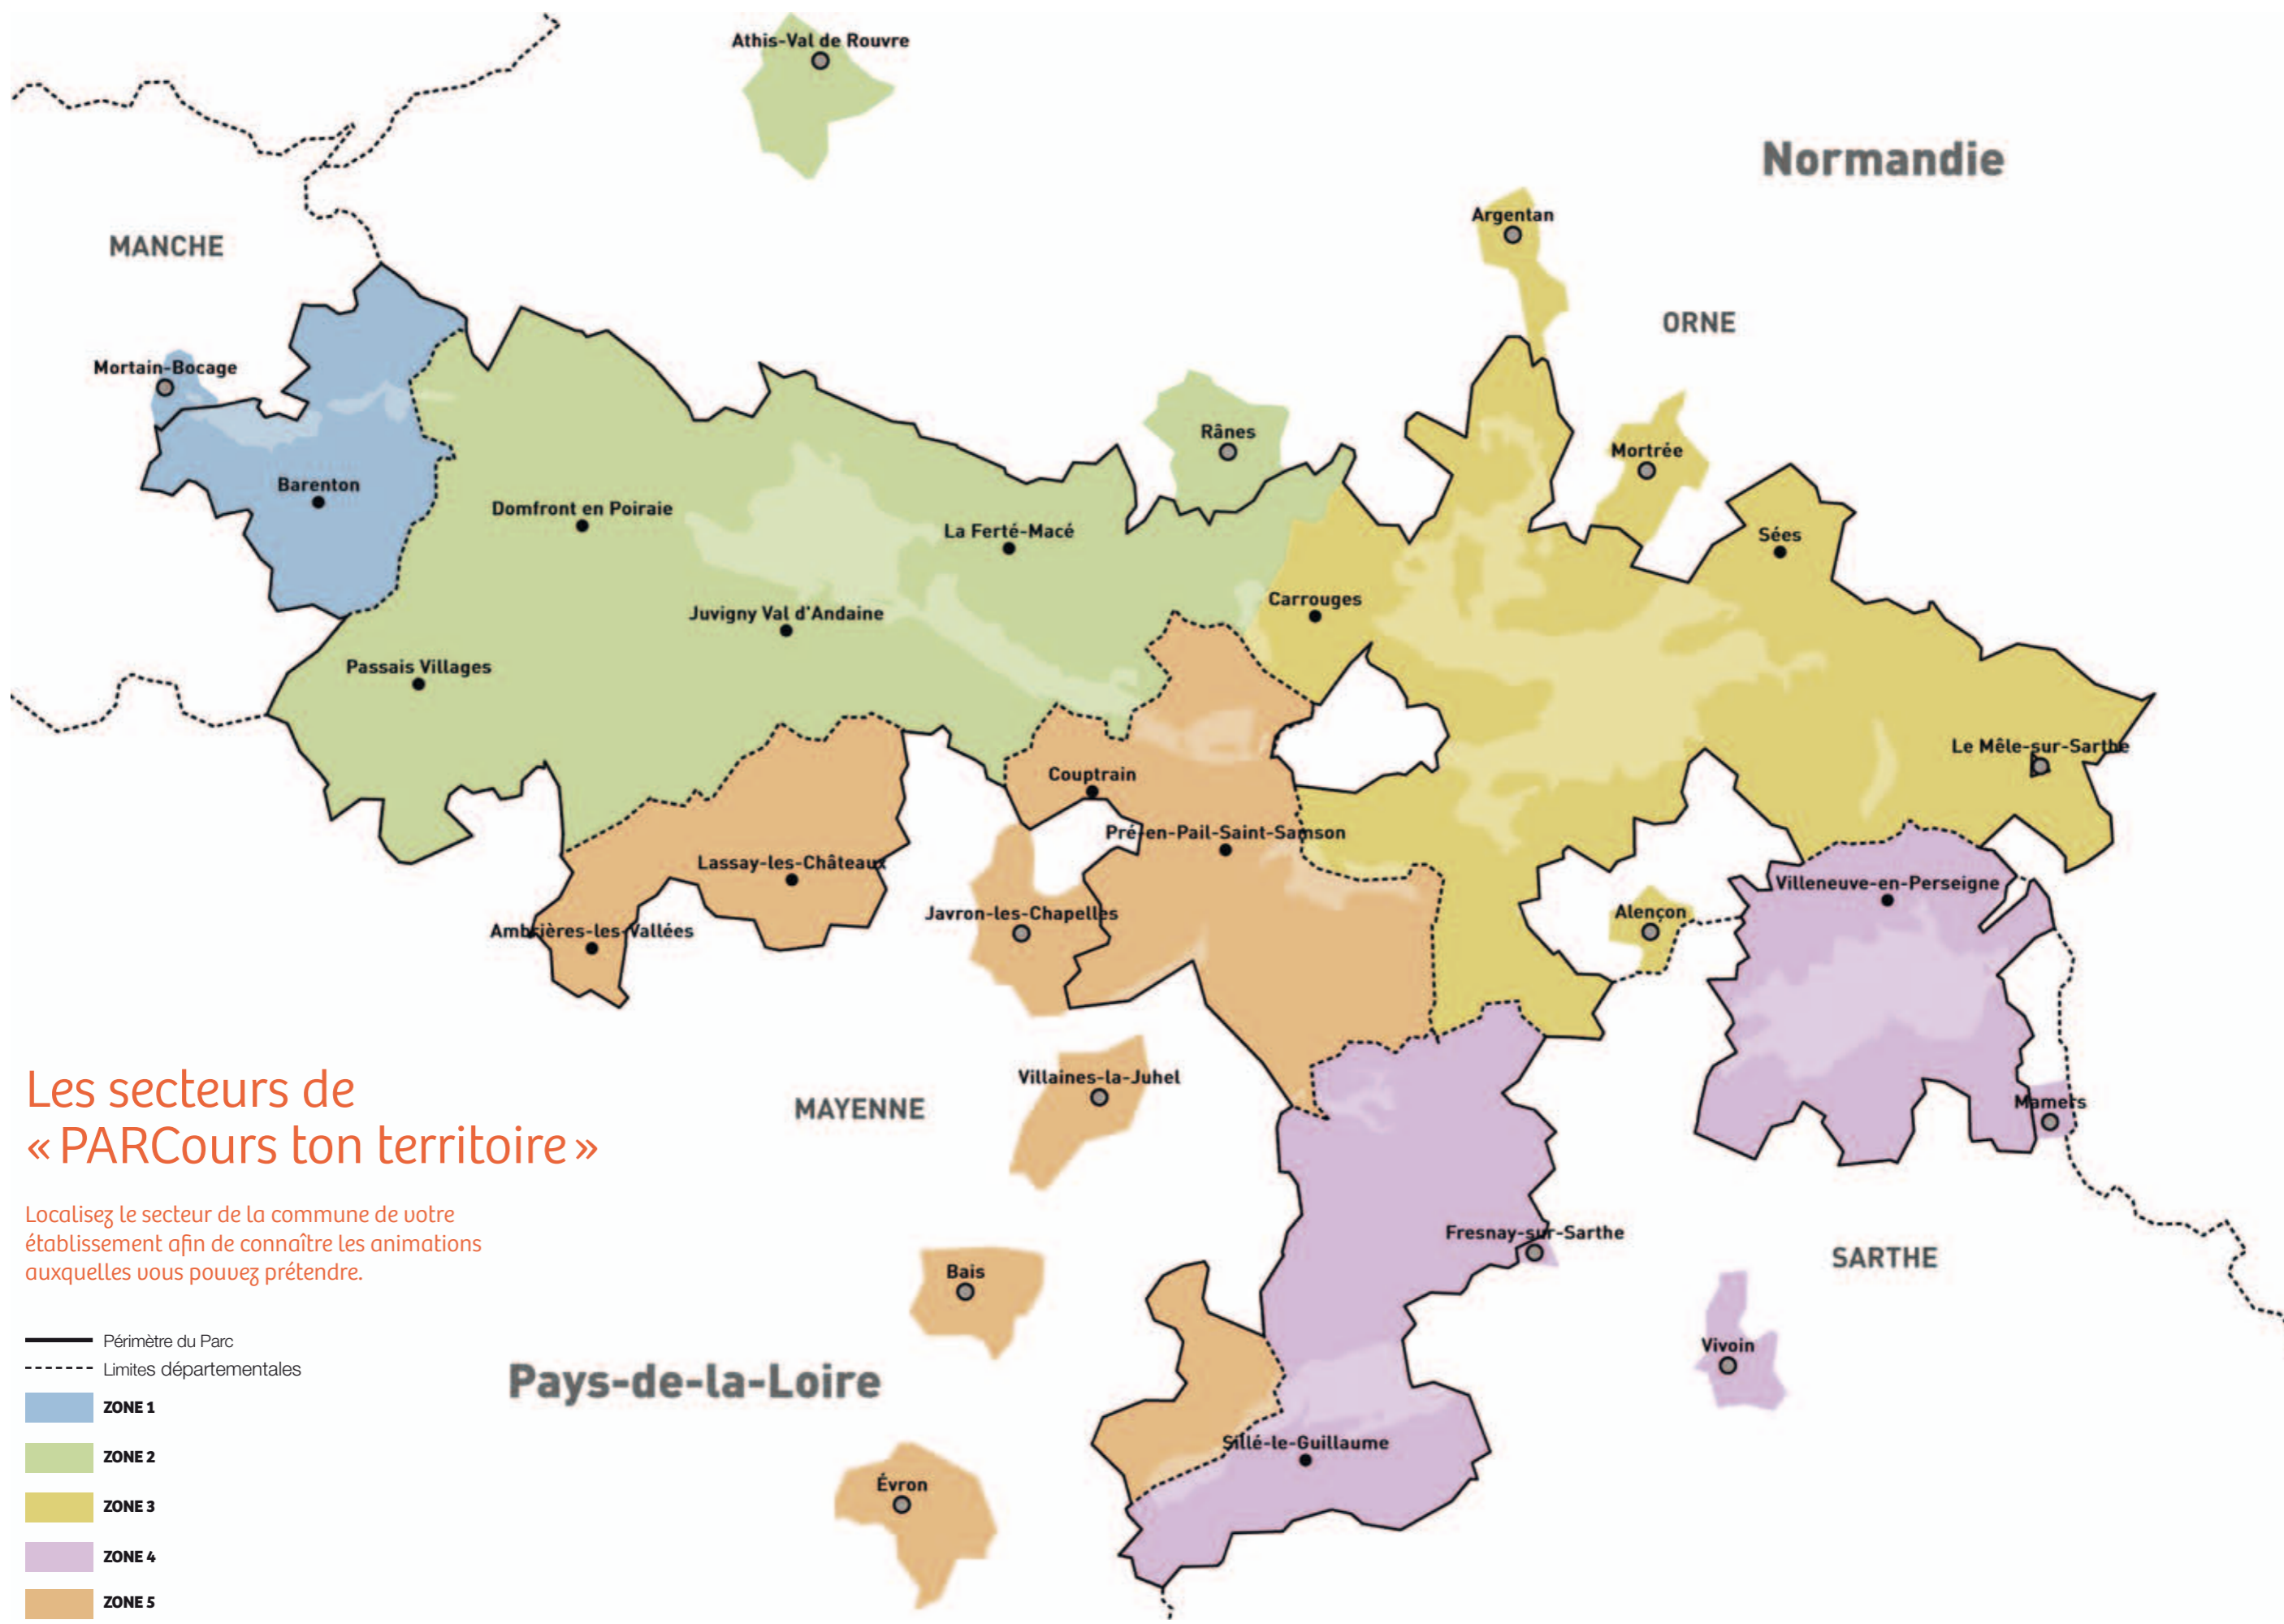 Athis-Val de Rouvre
Normandie
Argentan
MANCHE
ORNE
Mortain-Bocage
Rânes
Mortrée
Barenton
Domfront en Poiraie
La Ferté-Macé
Sées
Carrouges
Juvigny Val d'Andaine
Passais Villages
Le Mêle-sur-Sarthe
Couptrain
Pré-en-Pail-Saint-Samson
Lassay-les-Châteaux
Villeneuve-en-Perseigne
Javron-les-Chapelles
Alençon
Ambrières-les-Vallées
Villaines-la-Juhel
MAYENNE
Mamers
Fresnay-sur-Sarthe
SARTHE
Bais
Vivoin
Pays-de-la-Loire
Sillé-le-Guillaume
Évron
Les secteurs de
« PARCours ton territoire »
Localisez le secteur de la commune de votre
établissement afin de connaître les animations
auxquelles vous pouvez prétendre.
Périmètre du Parc
Limites départementales
ZONE 1
ZONE 2
ZONE 3
ZONE 4
ZONE 5